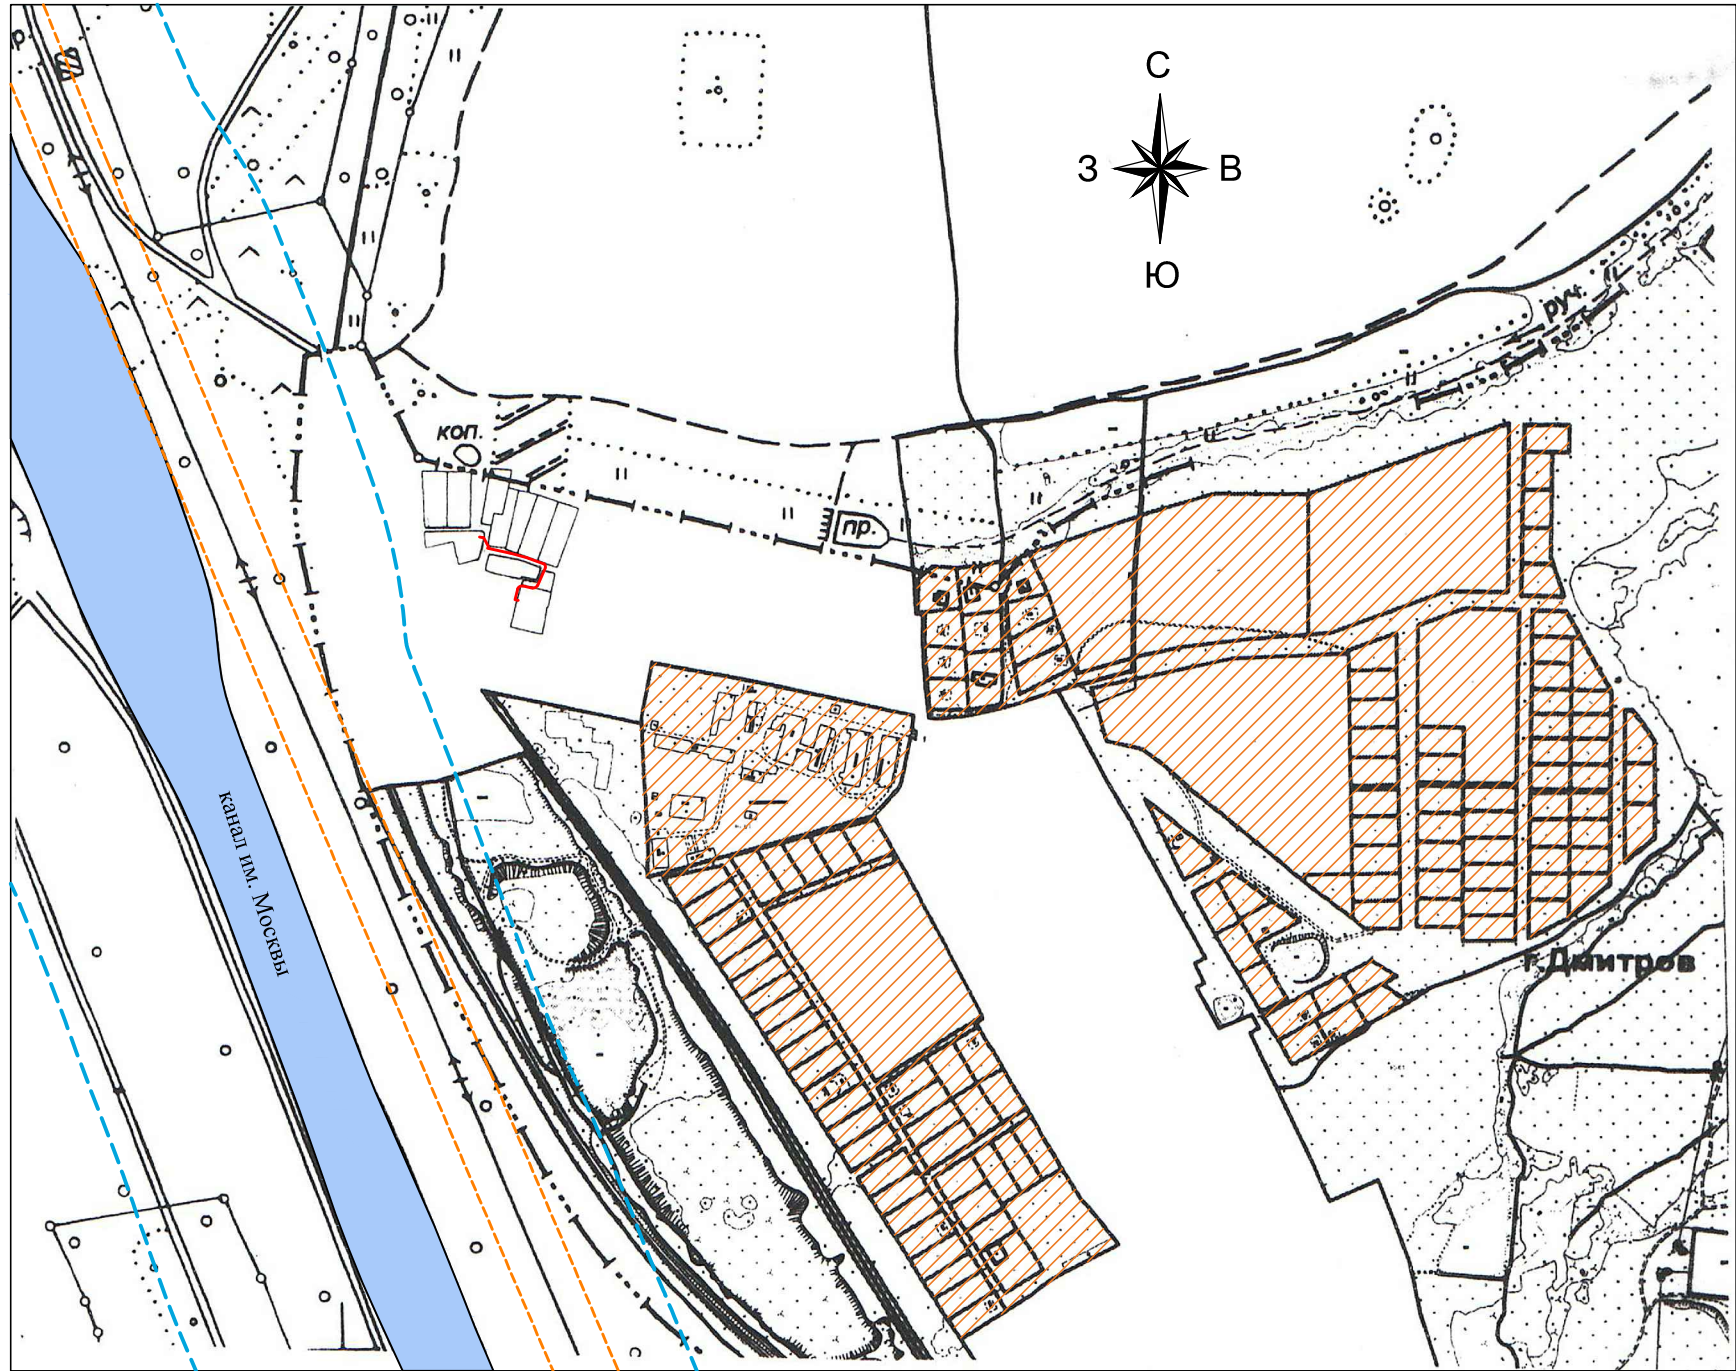 С
З
В
Ю
руч.
коп.
пр.
канал им. Москвы
г.Дмитров